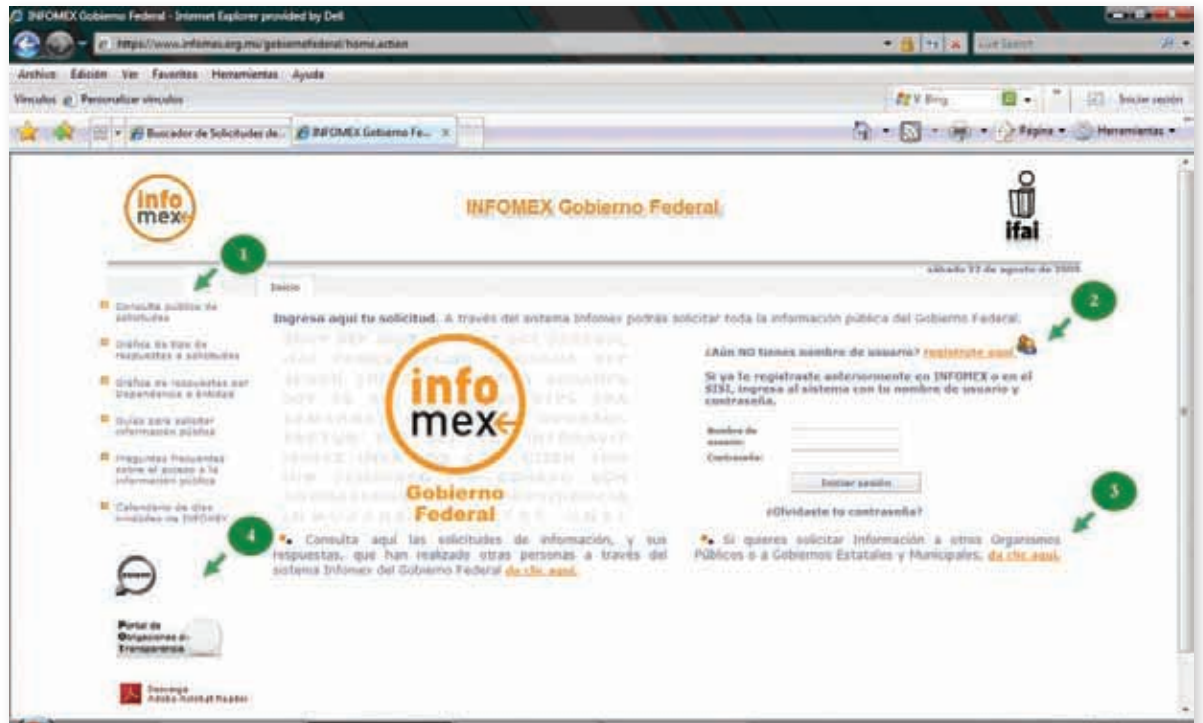 INFOMEX Gobierno Federal - Internet Explorer provided by Dell
Archivo Edición Ver Favoritos Herramientas Ayuda
Vínculos Personalizar vínculos
Bing
Iniciar sesión
Buscador de Solicitudes de...
INFOMEX Gobierno Fe...
Página
Herramientas
info
mex
INFOMEX Gobierno Federal
ifai
1
sábado 22 de agosto de
Inicio
2
Consulta pública de
solicitudes
Gráfica de tipo de
respuestas a solicitudes
Gráfica de respuestas por
Dependencia o entidad
Guías para solicitar
información pública
Preguntas frecuentes
sobre el acceso a la
información pública
Calendario de días
inhábiles de INFOMEX
Ingresa aquí tu solicitud. A través del sistema Infomex podrás solicitar toda la información pública del Gobierno Federal.
info
mex
Gobierno
Federal
¿Aún NO tienes nombre de usuario? regístrate aquí
Si ya te registraste anteriormente en INFOMEX o en el
SISI, ingresa al sistema con tu nombre de usuario y
contraseña.
Nombre de
usuario:
Contraseña:
Iniciar sesión
¿Olvidaste tu contraseña?
3
4
Consulta aquí las solicitudes de información, y sus
respuestas, que han realizado otras personas a través del
sistema Infomex del Gobierno Federal da clic aquí.
Si quieres solicitar Información a otros Organismos
Públicos o a Gobiernos Estatales y Municipales, da clic aquí.
Portal de
Obligaciones de
Transparencia
Descarga
Adobe Acrobat Reader